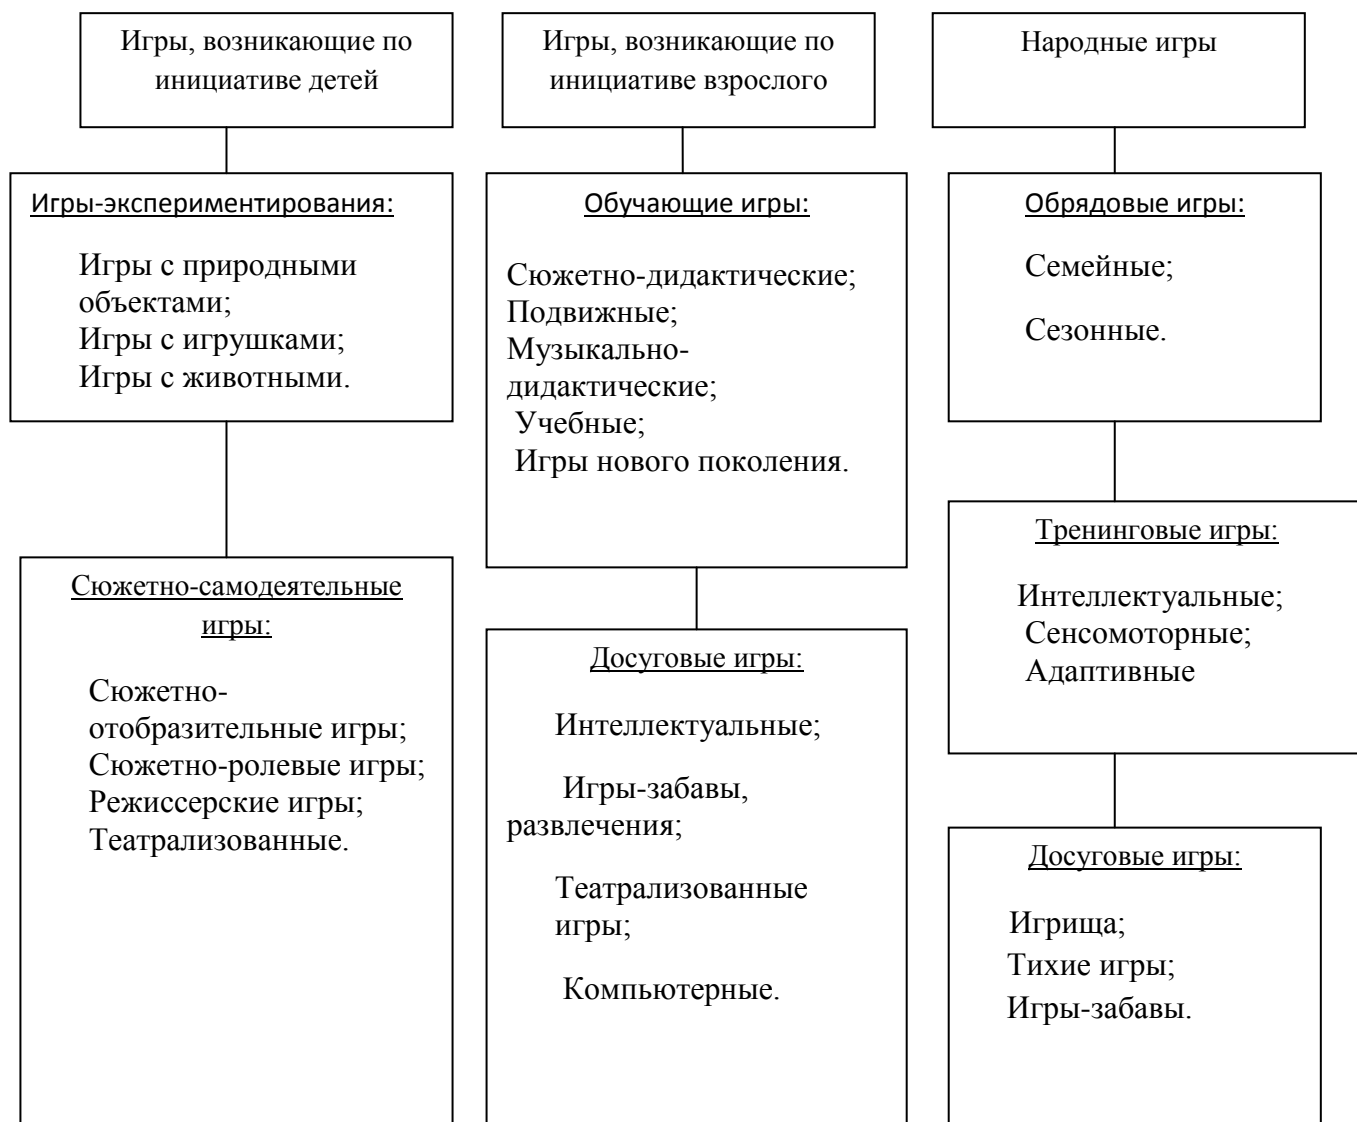 Игры, возникающие по
инициативе детей
Игры-экспериментирования:
Игры с природными
объектами;
Игры с игрушками;
Игры с животными.
Сюжетно-самодеятельные
игры:
Сюжетно-
отобразительные игры;
Сюжетно-ролевые игры;
Режиссерские игры;
Театрализованные.
Игры, возникающие по
инициативе взрослого
Обучающие игры:
Сюжетно-дидактические;
Подвижные;
Музыкально-
дидактические;
Учебные;
Игры нового поколения.
Досуговые игры:
Интеллектуальные;
Игры-забавы,
развлечения;
Театрализованные
игры;
Компьютерные.
Народные игры
Обрядовые игры:
Семейные;
Сезонные.
Тренинговые игры:
Интеллектуальные;
Сенсомоторные;
Адаптивные
Досуговые игры:
Игрища;
Тихие игры;
Игры-забавы.